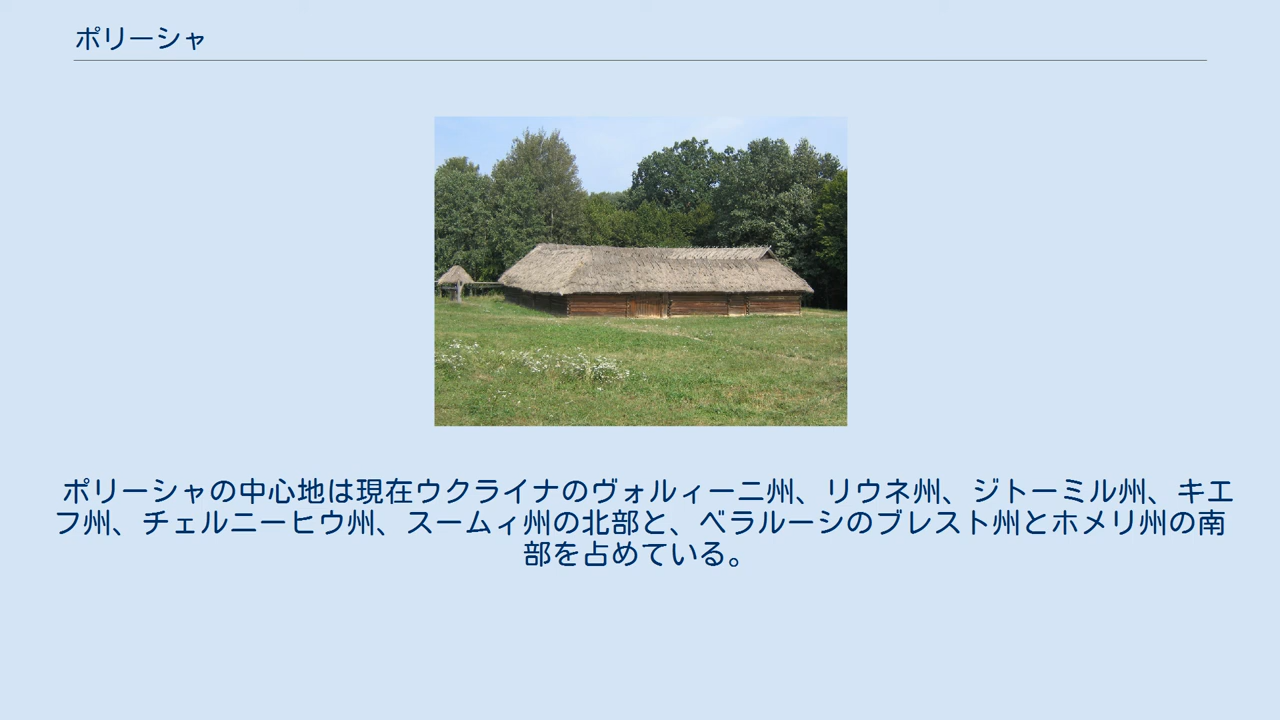 ポリーシャ
ポリーシャの中心地は現在ウクライナのヴォルィーニ州、リウネ州、ジトーミル州、キエ
フ州、チェルニーヒウ州、スームィ州の北部と、ベラルーシのブレスト州とホメリ州の南
部を占めている。